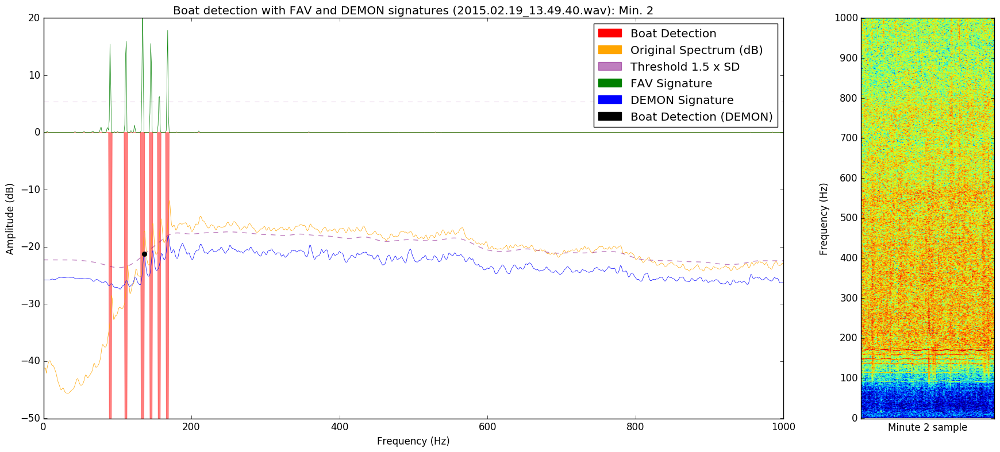 Boat detection with FAV and DEMON signatures (2015.02.19_13.49.40.wav): Min. 2
Boat Detection
Original Spectrum (dB)
Threshold 1.5 x SD
FAV Signature
DEMON Signature
Boat Detection (DEMON)
Amplitude (dB)
20
10
0
−10
−20
−30
−40
−50
0
200
400
600
800
1000
Frequency (Hz)
Frequency (Hz)
1000
900
800
700
600
500
400
300
200
100
0
Minute 2 sample